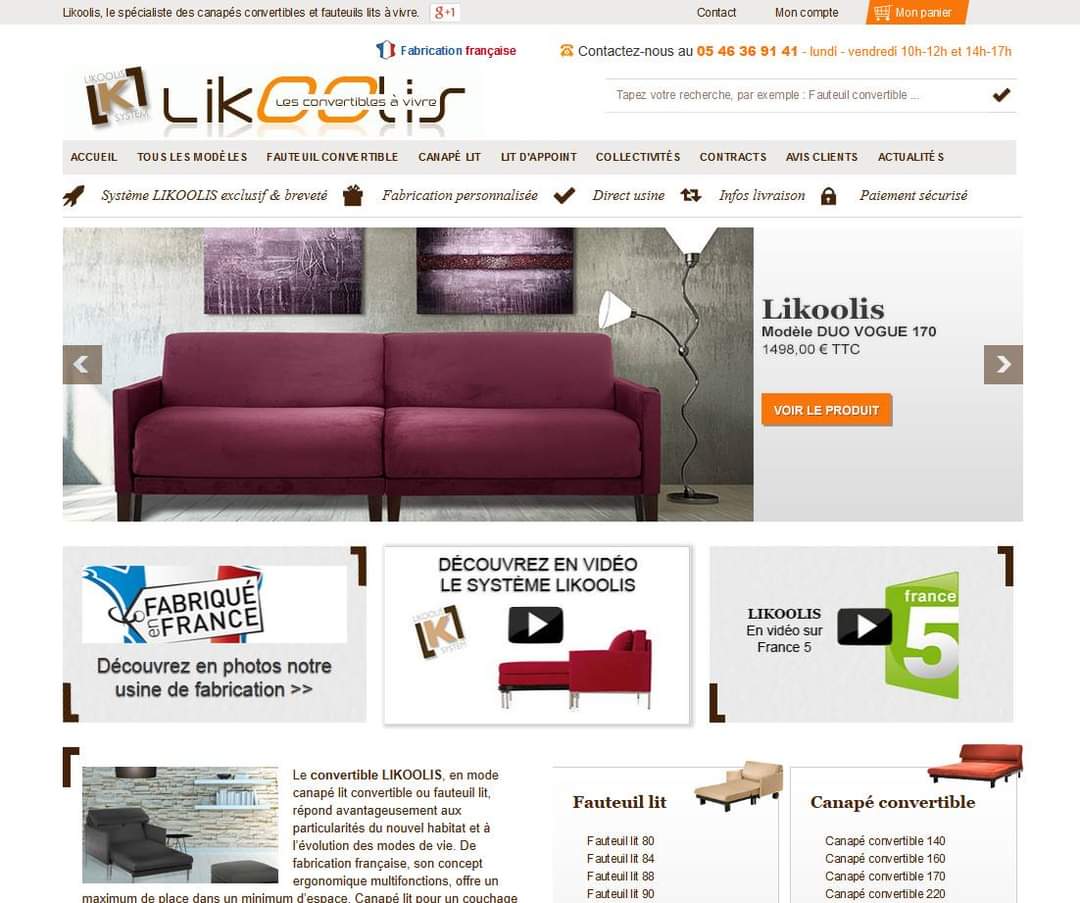 Likoolis, le spécialiste des canapés convertibles et fauteuils lits à vivre.
g+1
Contact
Mon compte
Mon panier
Fabrication française
Contactez-nous au 05 46 36 91 41 - lundi - vendredi 10h-12h et 14h-17h
LIKOOLIS
K
SYSTEM
LIKOOLIS
Les convertibles à vivre
Tapez votre recherche, par exemple : Fauteuil convertible ...
ACCUEIL
TOUS LES MODÈLES
FAUTEUIL CONVERTIBLE
CANAPÉ LIT
LIT D'APPOINT
COLLECTIVITÉS
CONTRACTS
AVIS CLIENTS
ACTUALITÉS
Système LIKOOLIS exclusif & breveté
Fabrication personnalisée
Direct usine
Infos livraison
Paiement sécurisé
Likoolis
Modèle DUO VOGUE 170
1498,00 € TTC
VOIR LE PRODUIT
FABRIQUÉ
en FRANCE
Découvrez en photos notre
usine de fabrication >>
DÉCOUVREZ EN VIDÉO
LE SYSTÈME LIKOOLIS
LIKOOLIS
K
SYSTEM
LIKOOLIS
En vidéo sur
France 5
france
5
Le convertible LIKOOLIS, en mode
canapé lit convertible ou fauteuil lit,
répond avantageusement aux
particularités du nouvel habitat et à
l'évolution des modes de vie. De
fabrication française, son concept
ergonomique multifonctions, offre un
maximum de place dans un minimum d'espace. Canapé lit pour un couchage
Fauteuil lit
Fauteuil lit 80
Fauteuil lit 84
Fauteuil lit 88
Fauteuil lit 90
Canapé convertible
Canapé convertible 140
Canapé convertible 160
Canapé convertible 170
Canapé convertible 220